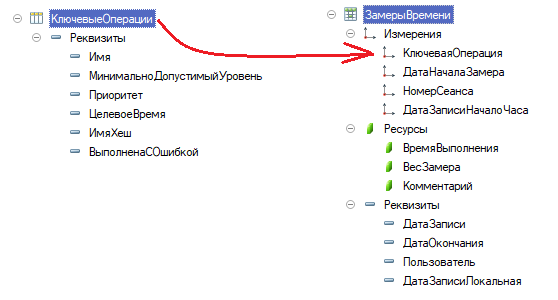 КлючевыеОперации
Реквизиты
Имя
МинимальноДопустимыйУровень
Приоритет
ЦелевоеВремя
ИмяХеш
ВыполненаСОшибкой
ЗамерыВремени
Измерения
КлючеваяОперация
ДатаНачалаЗамера
НомерСеанса
ДатаЗаписиНачалоЧаса
Ресурсы
ВремяВыполнения
ВесЗамера
Комментарий
Реквизиты
ДатаЗаписи
ДатаОкончания
Пользователь
ДатаЗаписиЛокальная